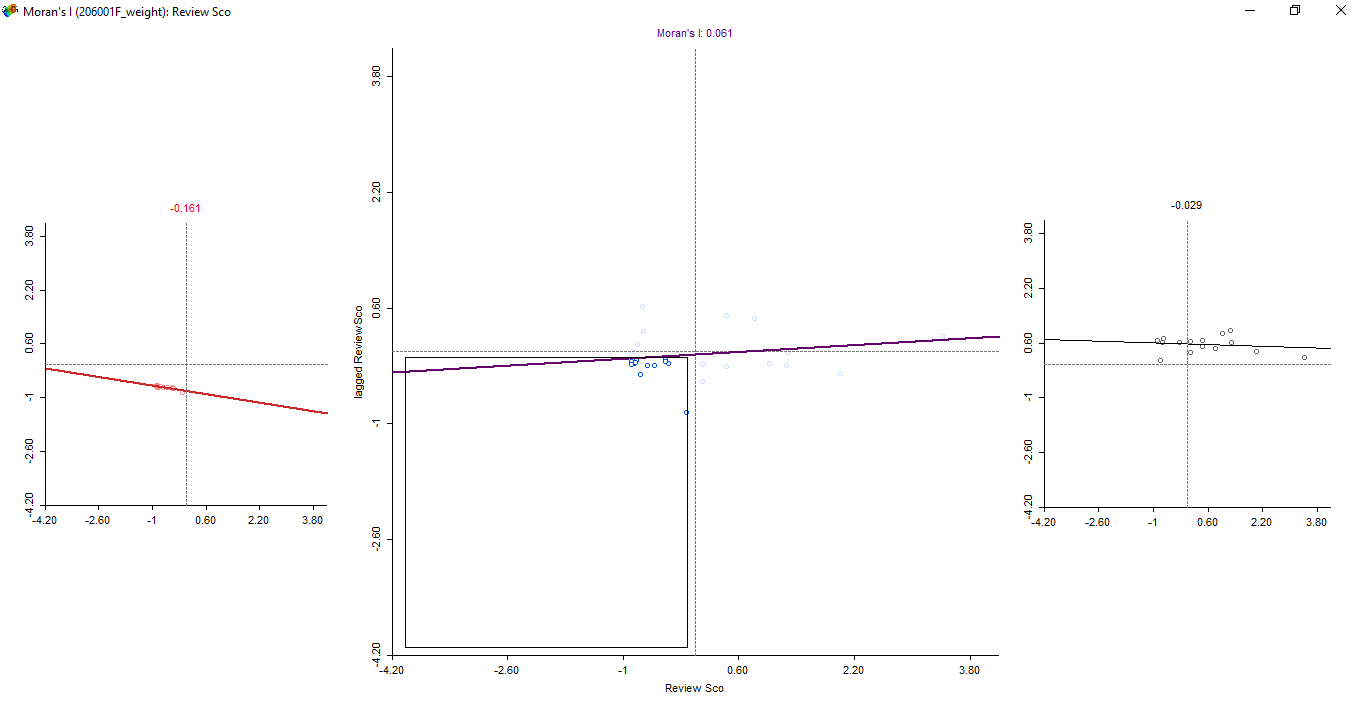 Moran's I (206001F_weight): Review Sco
-0.161
3.80
2.20
0.60
-1
-2.60
-4.20
-4.20 -2.60 -1 0.60 2.20 3.80
Moran's I: 0.061
lagged Review Sco
3.80
2.20
0.60
-1
-2.60
-4.20
-4.20 -2.60 -1 0.60 2.20 3.80
Review Sco
-0.029
3.80
2.20
0.60
-1
-2.60
-4.20
-4.20 -2.60 -1 0.60 2.20 3.80